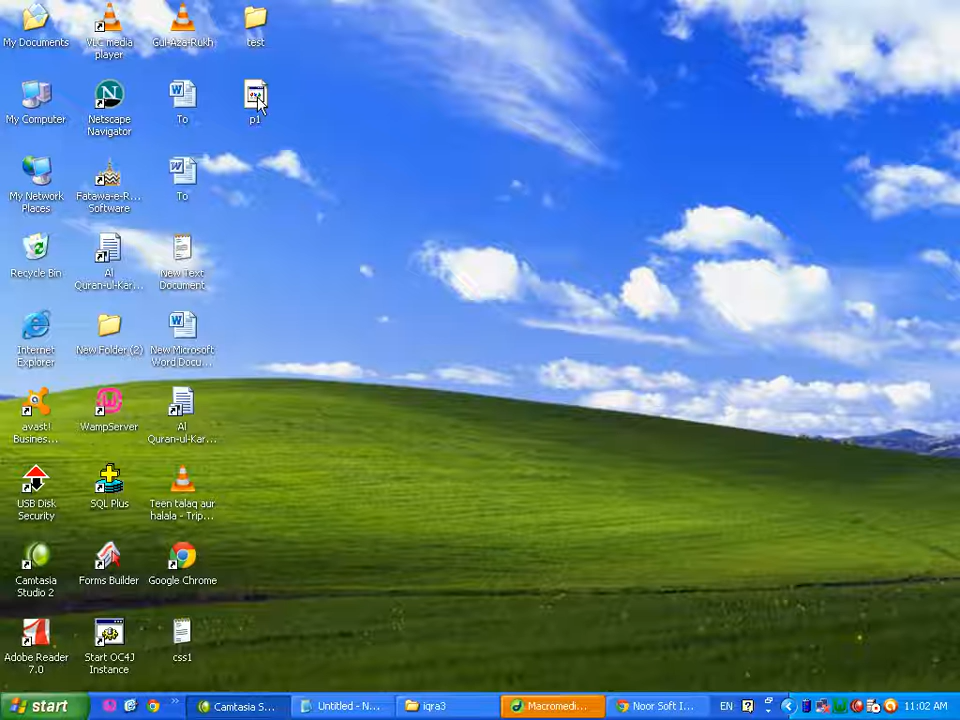 My Documents
VLC media
player
Gul-Aza-Rukh
test
My Computer
Netscape
Navigator
To
p1
My Network
Places
Fatawa-e-R...
Software
To
Recycle Bin
Al
Quran-ul-Kar...
New Text
Document
Internet
Explorer
New Folder (2)
New Microsoft
Word Docu...
avast!
Busines...
WampServer
Al
Quran-ul-Kar...
USB Disk
Security
SQL Plus
Teen talaq aur
halala - Trip...
Camtasia
Studio 2
Forms Builder
Google Chrome
Adobe Reader
7.0
Start OC4J
Instance
css1
start
Camtasia S...
Untitled - N...
iqra3
Macromedi...
Noor Soft I...
EN
11:02 AM